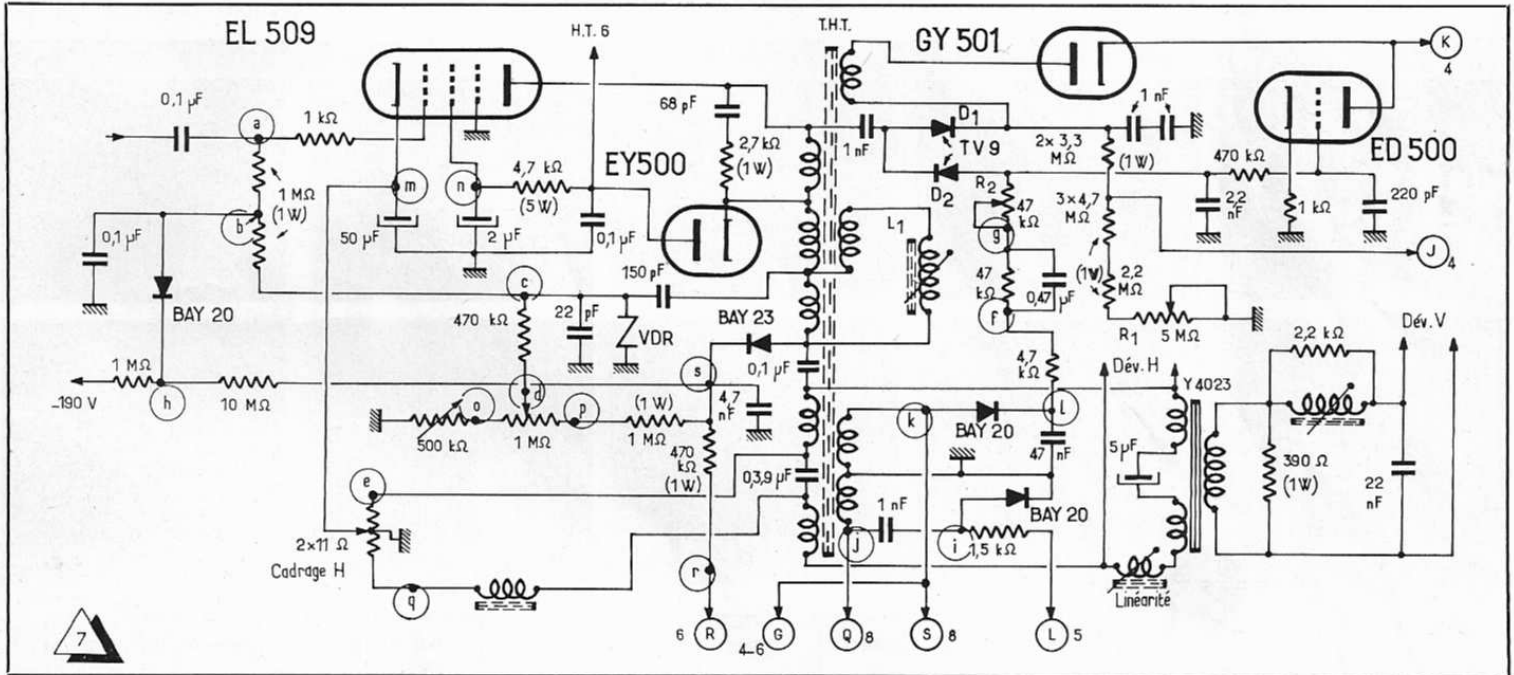 EL 509
H.T. 6
T.H.T.
GY 501
K
4
0,1 µF
a
1 kΩ
68 pF
2,7 kΩ
(1W)
1 nF
D1
TV 9
D2
2× 3,3
MΩ
(1W)
1 nF
ED 500
470 kΩ
2,2
nF
1 kΩ
220 pF
1 MΩ
(1W)
b
0,1 µF
m
n
50 µF
2 µF
4,7 kΩ
(5W)
0,1 µF
EY500
150 pF
L1
R2
47
kΩ
g
47
kΩ
0,47
µF
f
3×4,7
MΩ
(1W)
2,2
MΩ
J
4
R1
5 MΩ
BAY 20
c
470 kΩ
22
pF
VDR
BAY 23
0,1 µF
4,7
kΩ
Dév.H
Y 4023
2,2 kΩ
Dév.V
-190 V
1 MΩ
h
10 MΩ
d
o
500 kΩ
1 MΩ
p
(1W)
1 MΩ
s
4,7
nF
470
kΩ
(1W)
0,3,9 µF
k
BAY 20
l
47
nF
5 µF
390 Ω
(1W)
22
nF
e
2×11 Ω
Cadrage H
q
r
j
1 nF
i
1,5 kΩ
BAY 20
Linéarité
7
6
R
4-6
G
Q
8
S
8
L
5